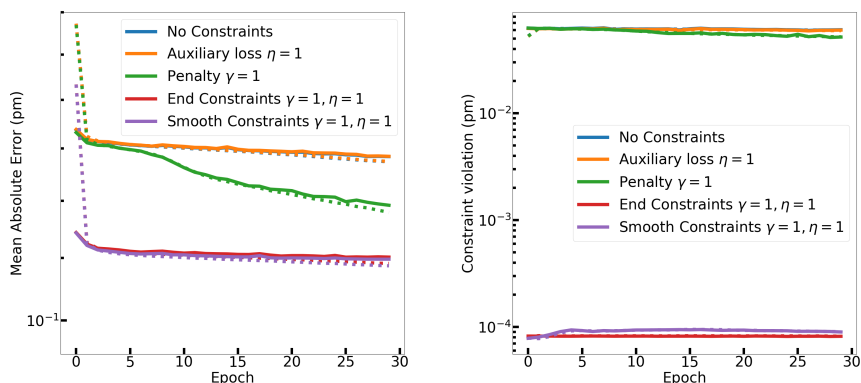 Mean Absolute Error (pm)
No Constraints
Auxiliary loss η = 1
Penalty γ = 1
End Constraints γ = 1, η = 1
Smooth Constraints γ = 1, η = 1
10⁻¹
0 5 10 15 20 25 30
Epoch
Constraint violation (pm)
10⁻²
No Constraints
Auxiliary loss η = 1
Penalty γ = 1
End Constraints γ = 1, η = 1
Smooth Constraints γ = 1, η = 1
10⁻³
10⁻⁴
0 5 10 15 20 25 30
Epoch